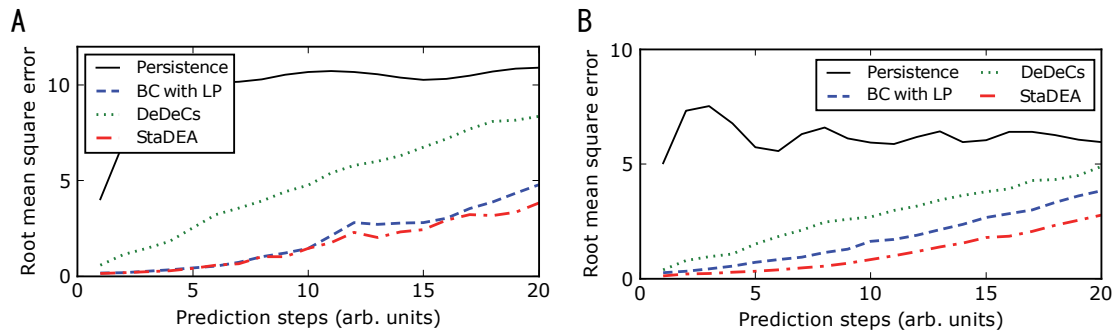 A
Root mean square error
10
5
0
Persistence
BC with LP
DeDeCs
StaDEA
0 5 10 15 20
Prediction steps (arb. units)
B
Root mean square error
10
5
0
Persistence DeDeCs
BC with LP StaDEA
0 5 10 15 20
Prediction steps (arb. units)